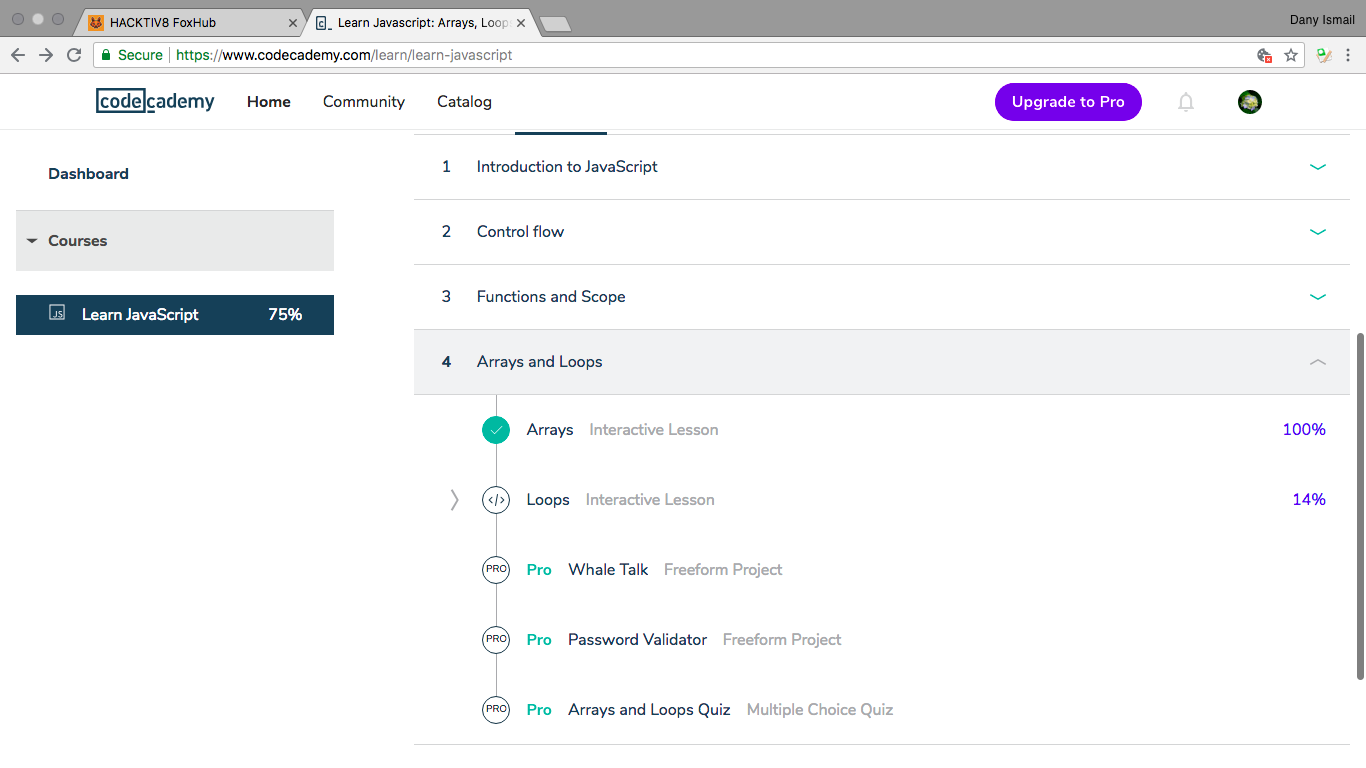 HACKTIV8 FoxHub
Learn Javascript: Arrays, Loop
Dany Ismail
Secure https://www.codecademy.com/learn/learn-javascript
codecademy Home Community Catalog Upgrade to Pro
Dashboard
Courses
JS Learn JavaScript 75%
1 Introduction to JavaScript
2 Control flow
3 Functions and Scope
4 Arrays and Loops
Arrays Interactive Lesson 100%
</> Loops Interactive Lesson 14%
PRO Pro Whale Talk Freeform Project
PRO Pro Password Validator Freeform Project
PRO Pro Arrays and Loops Quiz Multiple Choice Quiz